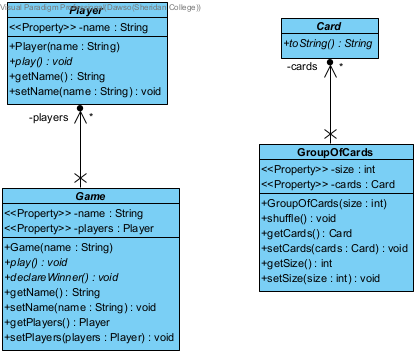 Visual Paradigm Professional(Dawso(Sheridan College))
Player
<<Property>> -name : String
+Player(name : String)
+play() : void
+getName() : String
+setName(name : String) : void
-players
*
Game
<<Property>> -name : String
<<Property>> -players : Player
+Game(name : String)
+play() : void
+declareWinner() : void
+getName() : String
+setName(name : String) : void
+getPlayers() : Player
+setPlayers(players : Player) : void
Card
+toString() : String
-cards
*
GroupOfCards
<<Property>> -size : int
<<Property>> -cards : Card
+GroupOfCards(size : int)
+shuffle() : void
+getCards() : Card
+setCards(cards : Card) : void
+getSize() : int
+setSize(size : int) : void